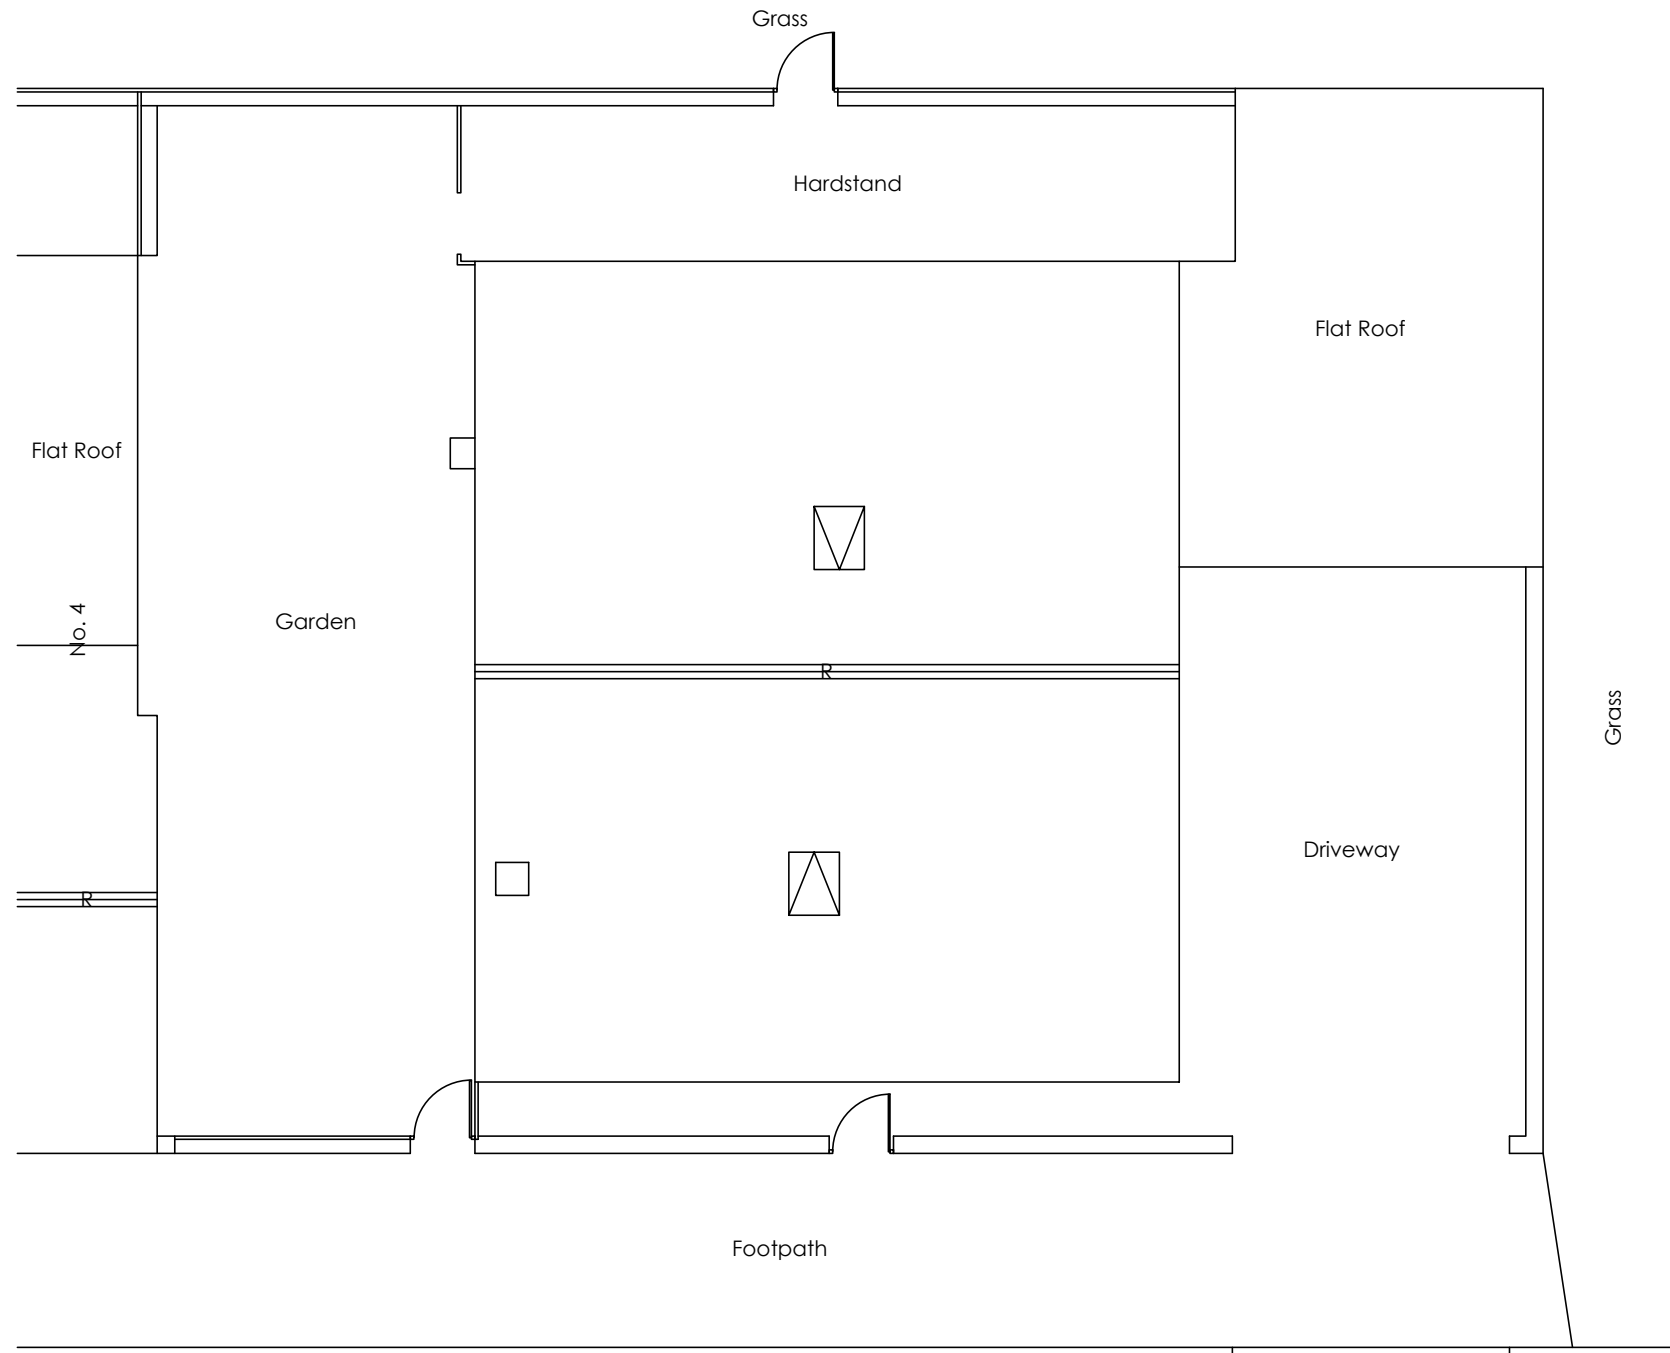 Grass
Hardstand
Flat Roof
Flat Roof
No. 4
Garden
R
Grass
Driveway
R
Footpath